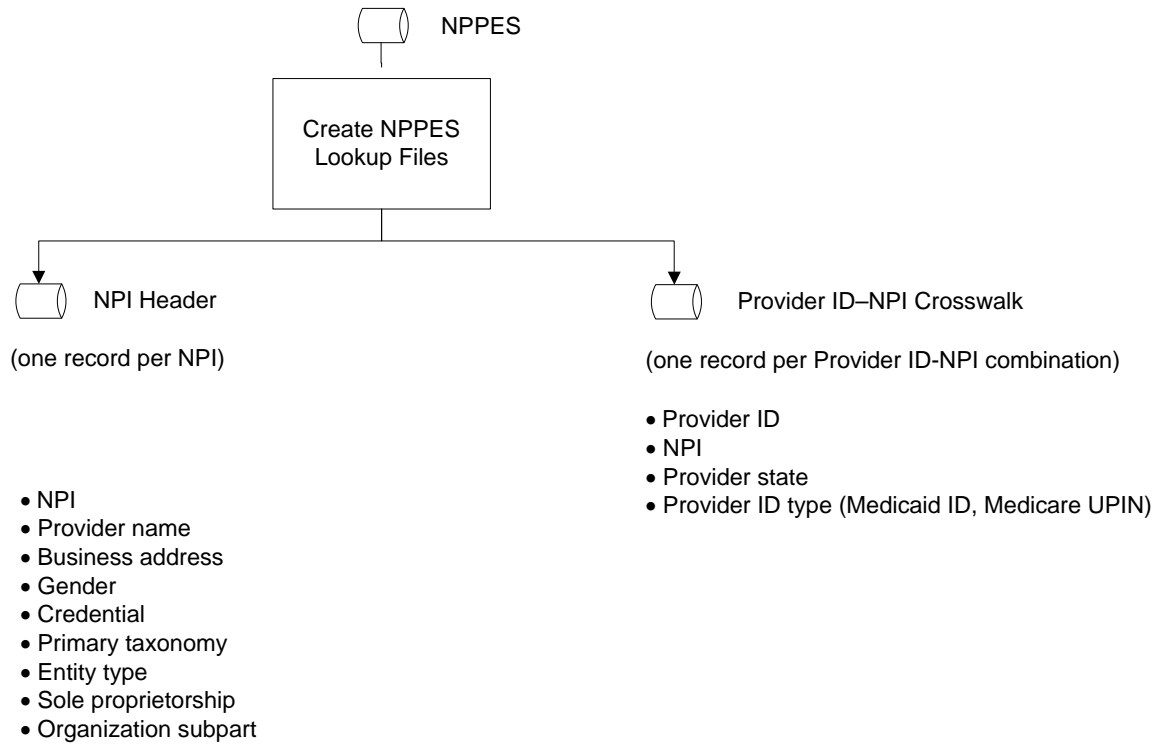 NPPES
Create NPPES
Lookup Files
NPI Header
(one record per NPI)
• NPI
• Provider name
• Business address
• Gender
• Credential
• Primary taxonomy
• Entity type
• Sole proprietorship
• Organization subpart
Provider ID–NPI Crosswalk
(one record per Provider ID-NPI combination)
• Provider ID
• NPI
• Provider state
• Provider ID type (Medicaid ID, Medicare UPIN)